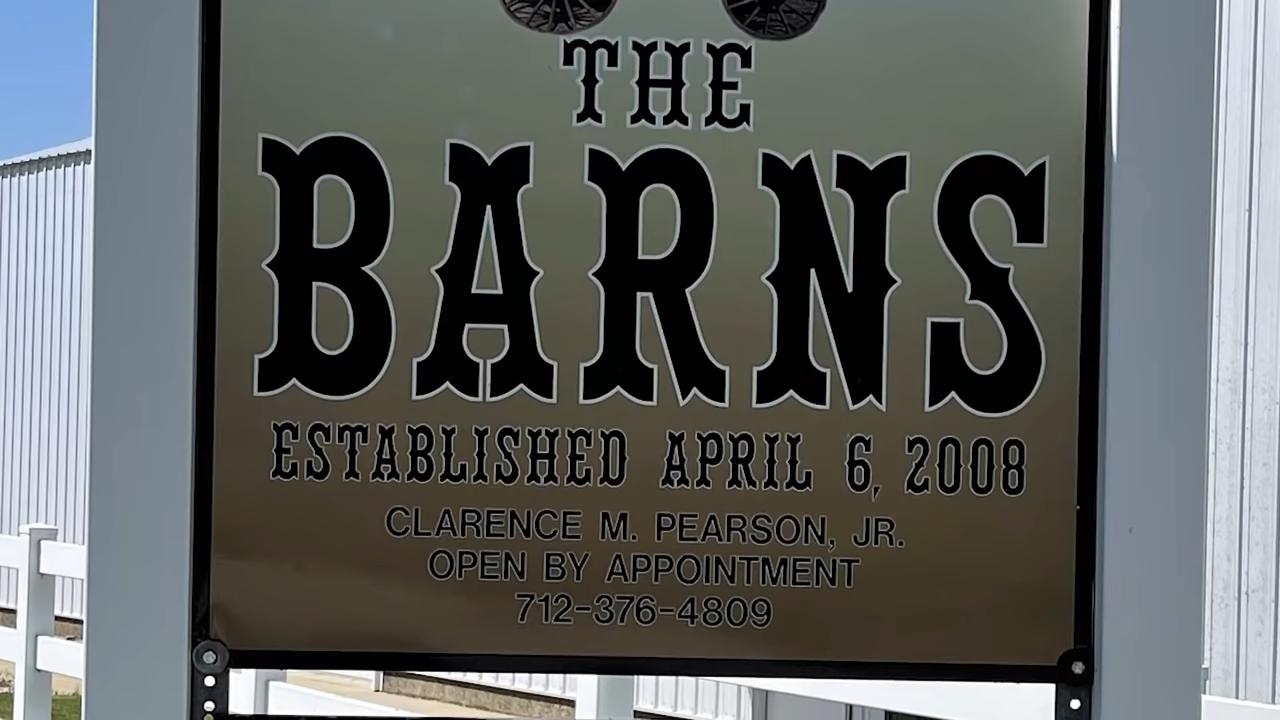 THE
BARNS
ESTABLISHED APRIL 6, 2008
CLARENCE M. PEARSON, JR.
OPEN BY APPOINTMENT
712-376-4809